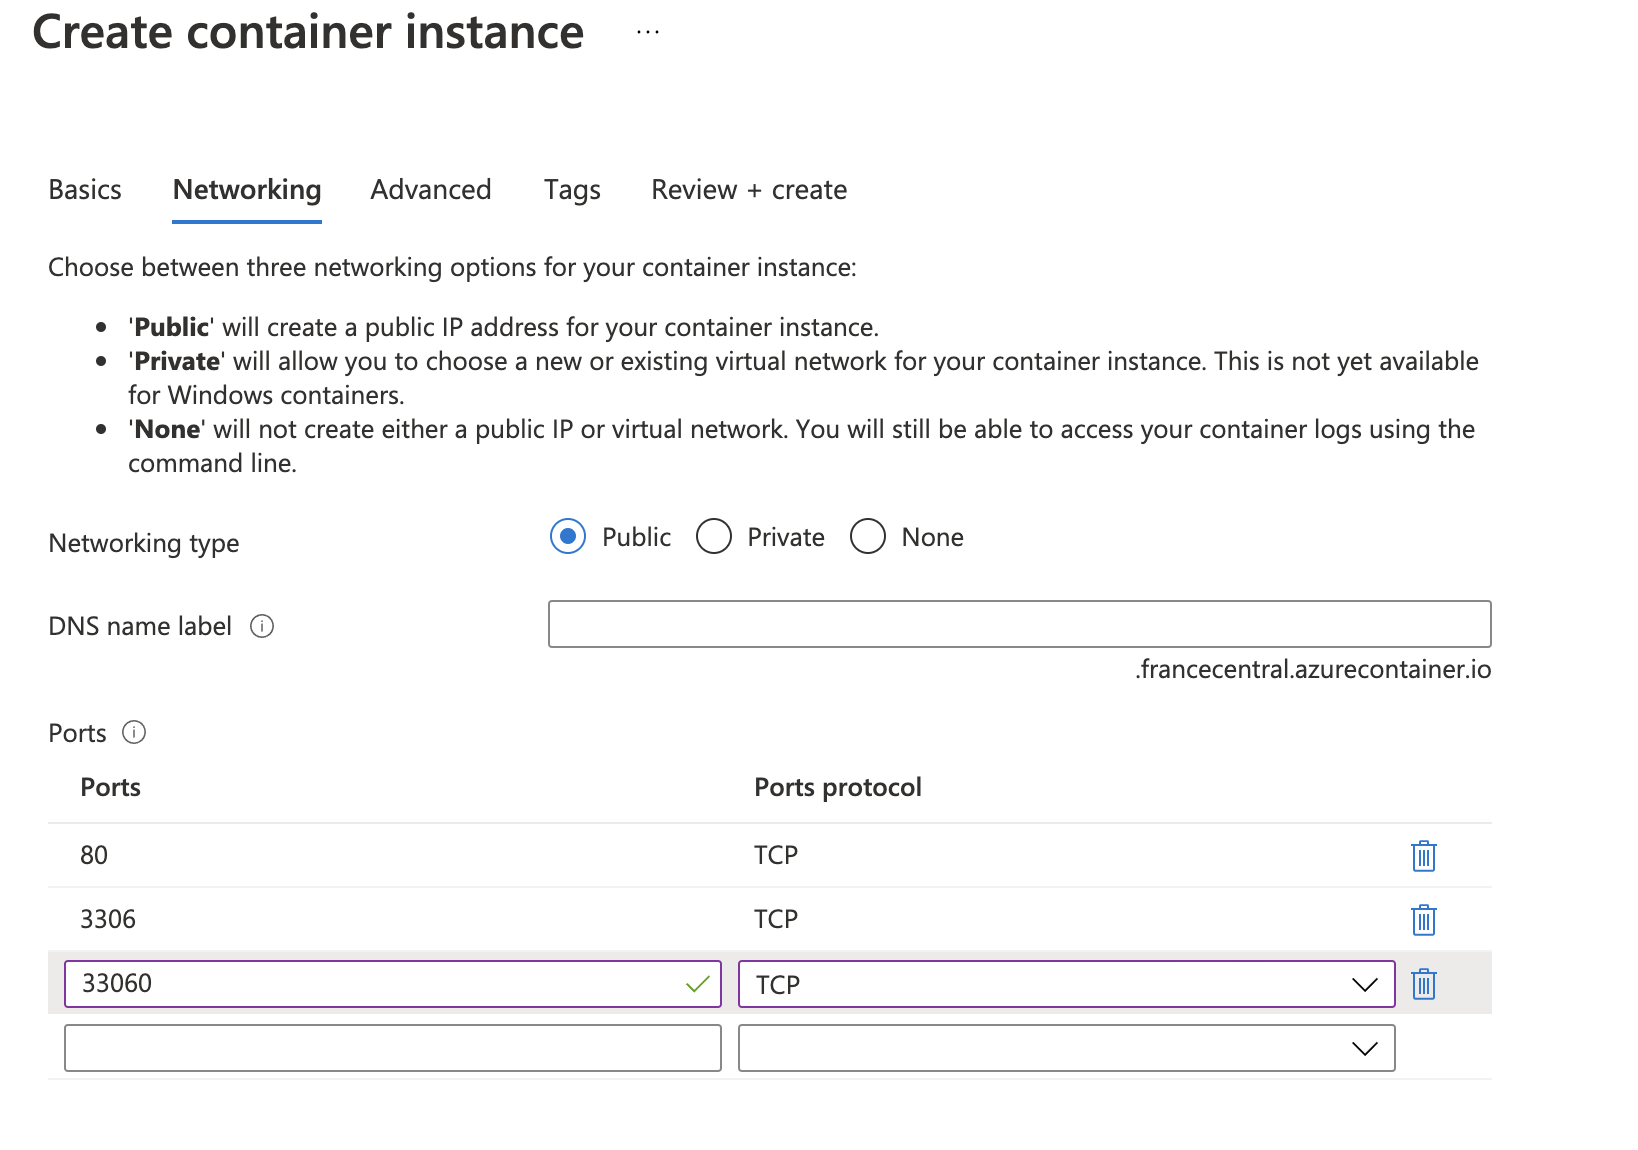 Create container instance ...
Basics Networking Advanced Tags Review + create
Choose between three networking options for your container instance:
'Public' will create a public IP address for your container instance.
'Private' will allow you to choose a new or existing virtual network for your container instance. This is not yet available
for Windows containers.
'None' will not create either a public IP or virtual network. You will still be able to access your container logs using the
command line.
Networking type Public Private None
DNS name label
.francecentral.azurecontainer.io
Ports
Ports Ports protocol
80 TCP
3306 TCP
33060 TCP